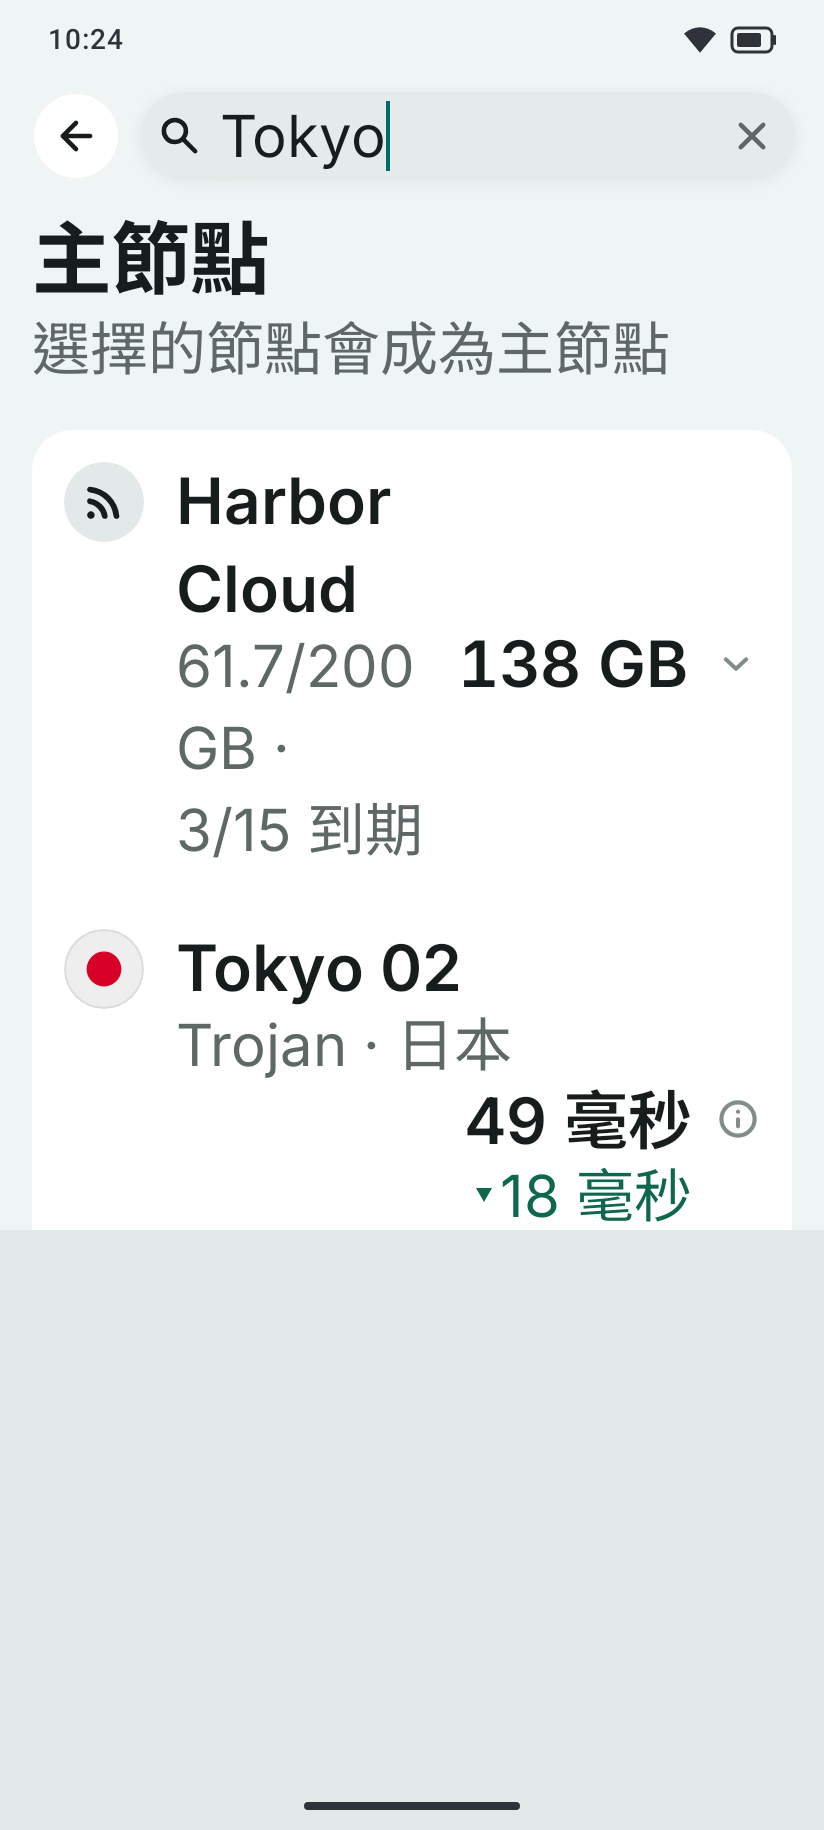 10:24
Tokyo
主節點
選擇的節點會成為主節點
Harbor
Cloud
61.7/200
GB ·
3/15 到期
138 GB
Tokyo 02
Trojan · 日本
49 毫秒
▼18 毫秒